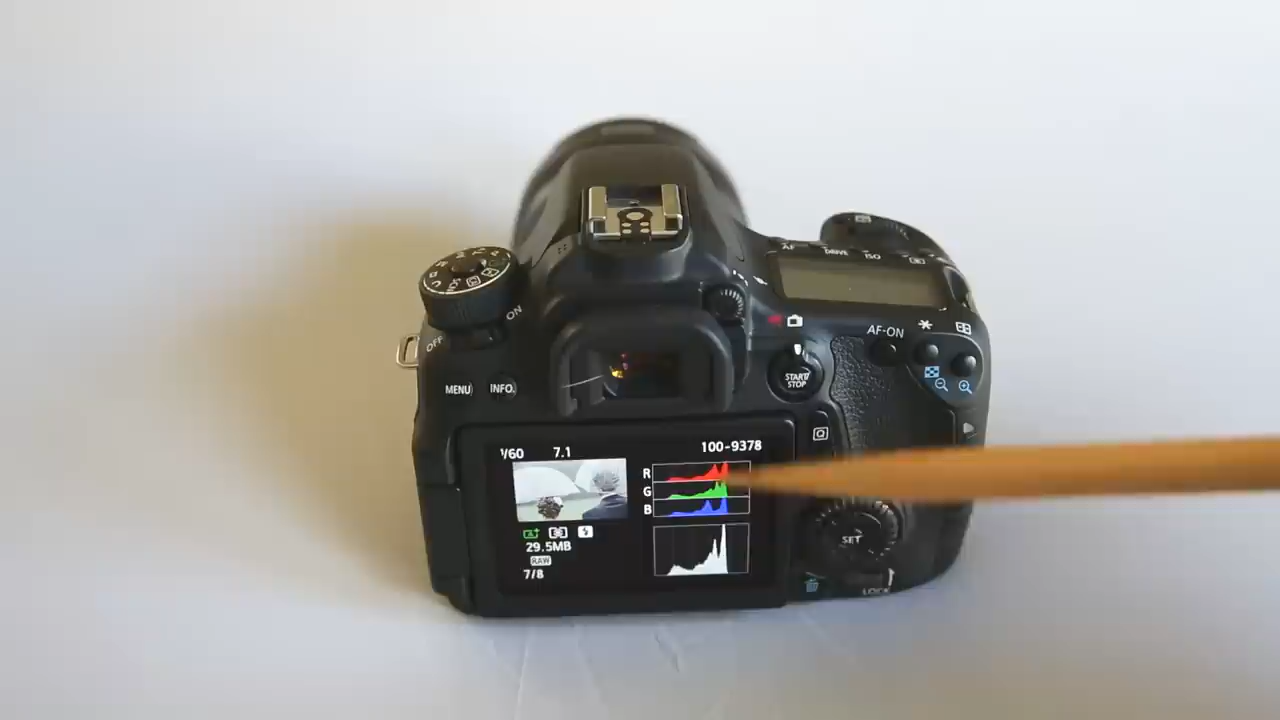 AF DRIVE ISO
ON
OFF
AF-ON
MENU INFO.
START/
STOP
Q
1/60 7.1 100-9378
R
G
B
29.5MB
RAW
7/8
SET
LOCK